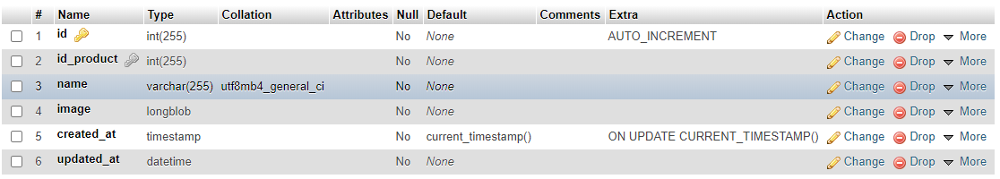 # Name Type Collation Attributes Null Default Comments Extra Action
1 id int(255) No None AUTO_INCREMENT Change Drop More
2 id_product int(255) No None Change Drop More
3 name varchar(255) utf8mb4_general_ci No None Change Drop More
4 image longblob No None Change Drop More
5 created_at timestamp No current_timestamp() ON UPDATE CURRENT_TIMESTAMP() Change Drop More
6 updated_at datetime No None Change Drop More